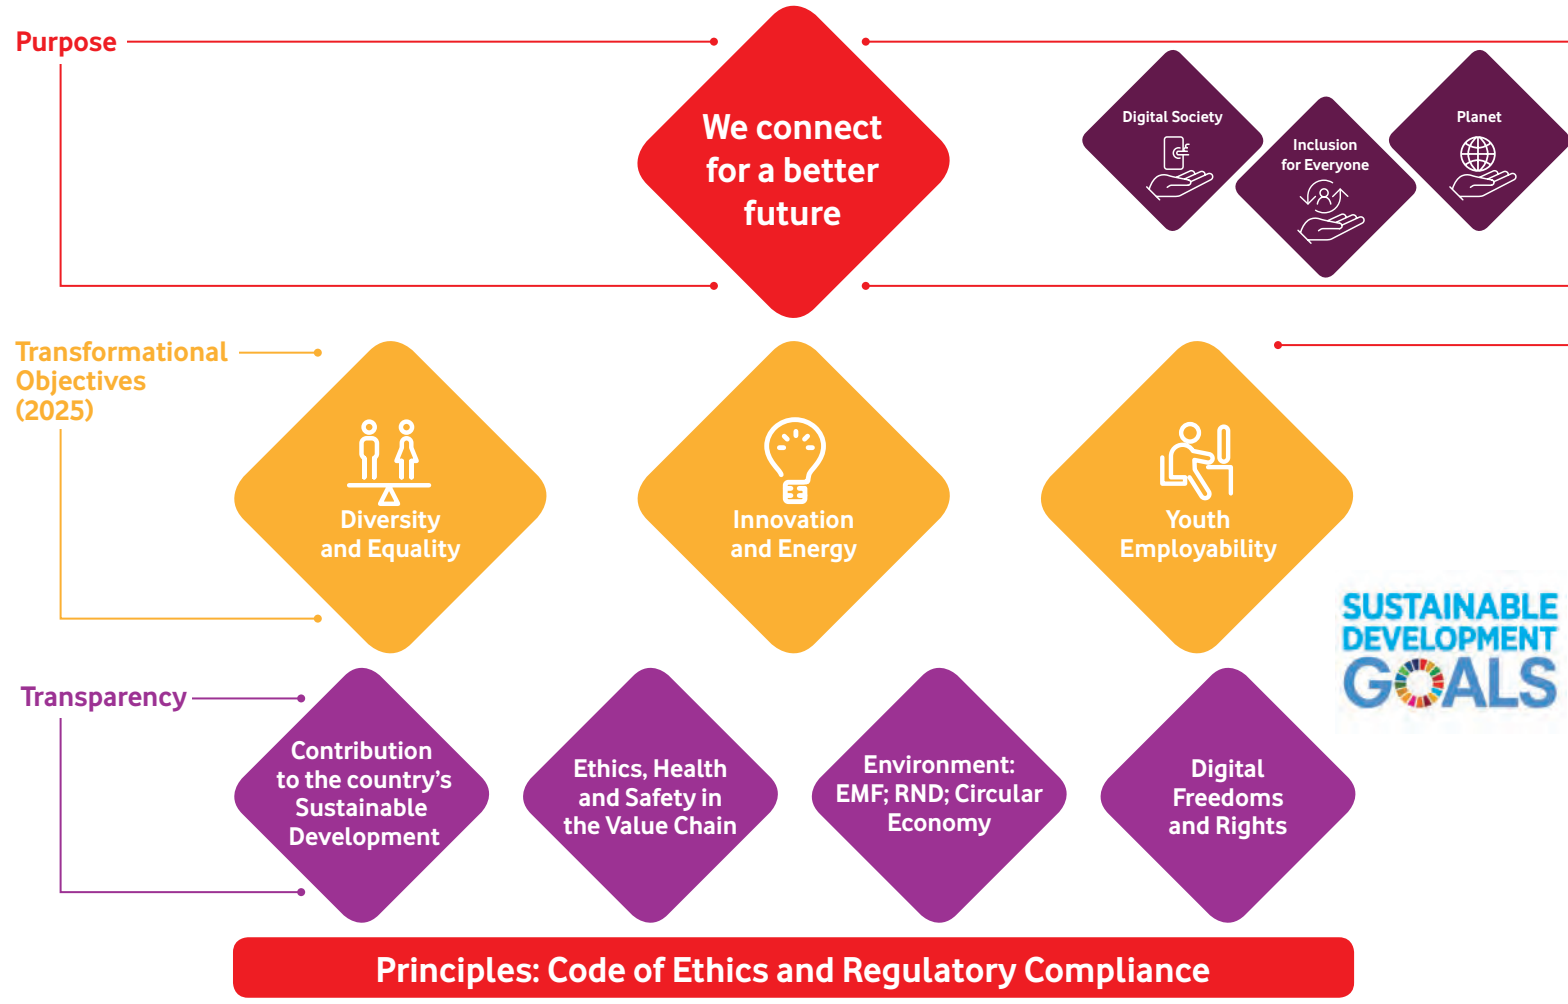 Purpose
We connect
for a better
future
Digital Society
Inclusion
for Everyone
Planet
Transformational
Objectives
(2025)
Diversity
and Equality
Innovation
and Energy
Youth
Employability
SUSTAINABLE
DEVELOPMENT
GOALS
Transparency
Contribution
to the country's
Sustainable
Development
Ethics, Health
and Safety in
the Value Chain
Environment:
EMF; RND; Circular
Economy
Digital
Freedoms
and Rights
Principles: Code of Ethics and Regulatory Compliance